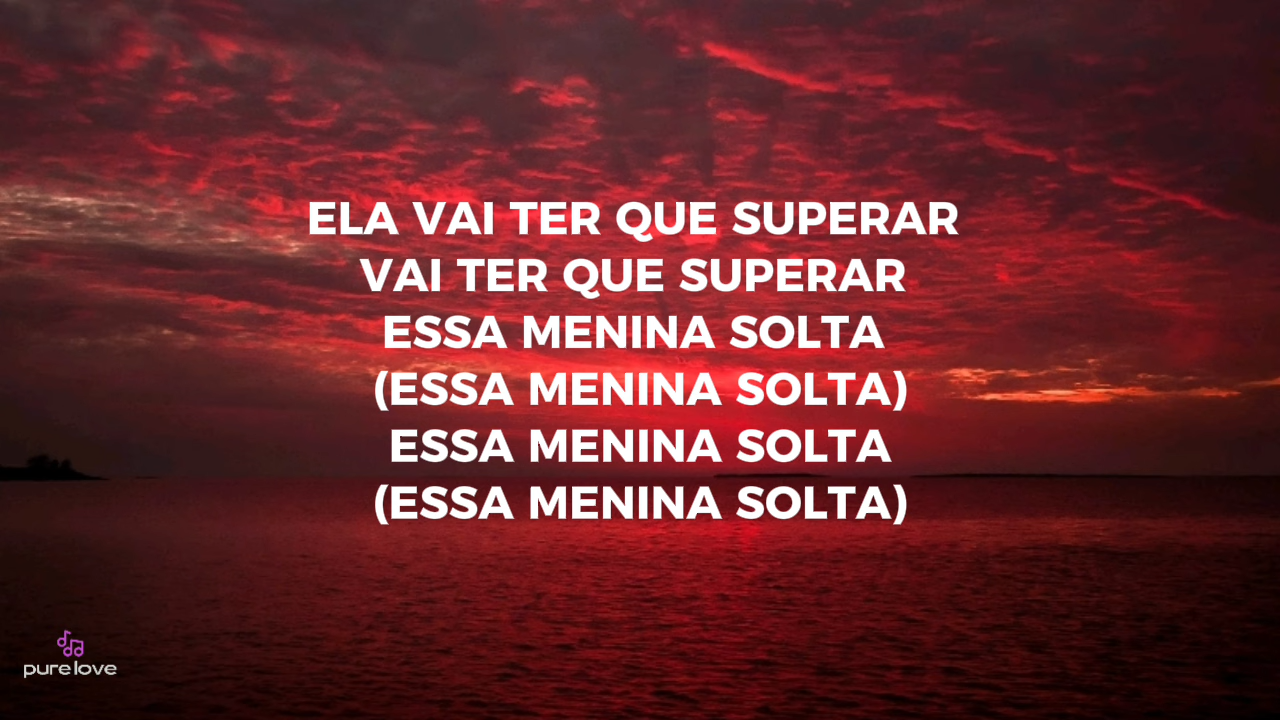 ELA VAI TER QUE SUPERAR
VAI TER QUE SUPERAR
ESSA MENINA SOLTA
(ESSA MENINA SOLTA)
ESSA MENINA SOLTA
(ESSA MENINA SOLTA)
purelove